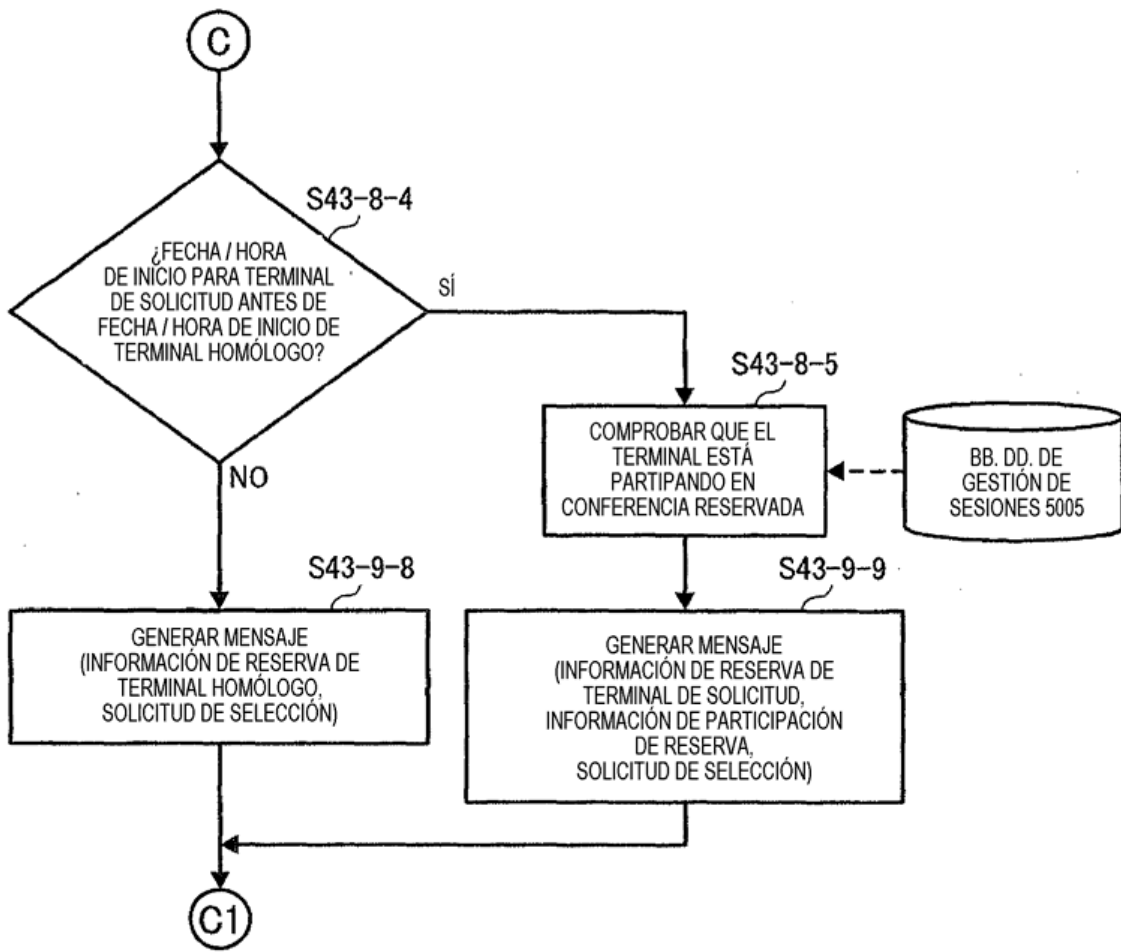 C
S43-8-4
¿FECHA / HORA
DE INICIO PARA TERMINAL
DE SOLICITUD ANTES DE
FECHA / HORA DE INICIO DE
TERMINAL HOMÓLOGO?
SÍ
NO
S43-8-5
COMPROBAR QUE EL
TERMINAL ESTÁ
PARTIPANDO EN
CONFERENCIA RESERVADA
BB. DD. DE
GESTIÓN DE
SESIONES 5005
S43-9-8
GENERAR MENSAJE
(INFORMACIÓN DE RESERVA DE
TERMINAL HOMÓLOGO,
SOLICITUD DE SELECCIÓN)
S43-9-9
GENERAR MENSAJE
(INFORMACIÓN DE RESERVA DE
TERMINAL DE SOLICITUD,
INFORMACIÓN DE PARTICIPACIÓN
DE RESERVA,
SOLICITUD DE SELECCIÓN)
C1